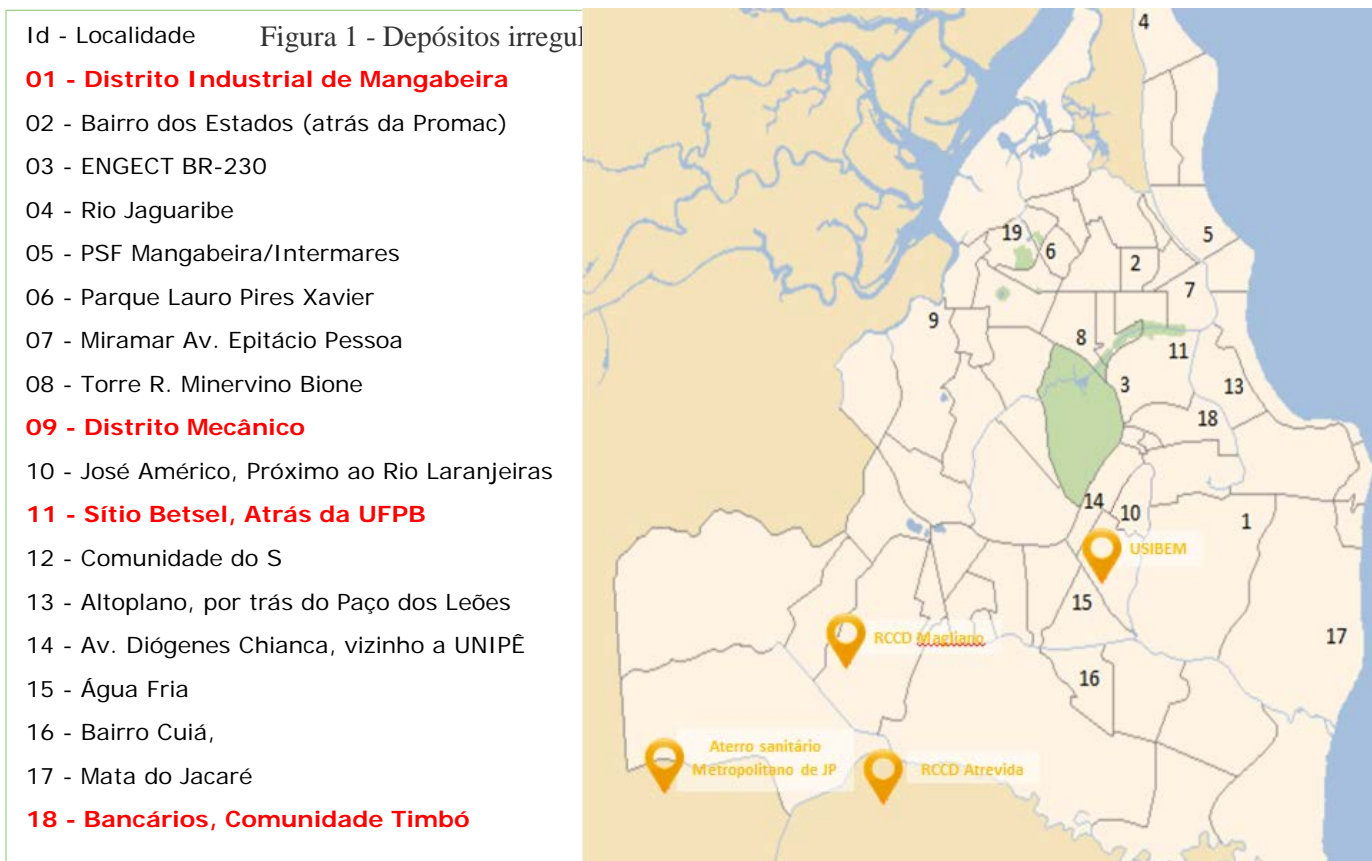 Id - Localidade
Figura 1 - Depósitos irregul
01 - Distrito Industrial de Mangabeira
02 - Bairro dos Estados (atrás da Promac)
03 - ENGECT BR-230
04 - Rio Jaguaribe
05 - PSF Mangabeira/Intermares
06 - Parque Lauro Pires Xavier
07 - Miramar Av. Epitácio Pessoa
08 - Torre R. Minervino Bione
09 - Distrito Mecânico
10 - José Américo, Próximo ao Rio Laranjeiras
11 - Sítio Betsel, Atrás da UFPB
12 - Comunidade do S
13 - Altoplano, por trás do Paço dos Leões
14 - Av. Diógenes Chianca, vizinho a UNIPÊ
15 - Água Fria
16 - Bairro Cuiá,
17 - Mata do Jacaré
18 - Bancários, Comunidade Timbó
4
19
6
5
2
7
9
8
11
3
13
18
14
10
1
USIBEM
15
RCCD Magliano
17
16
Aterro sanitário
Metropolitano de JP
RCCD Atrevida